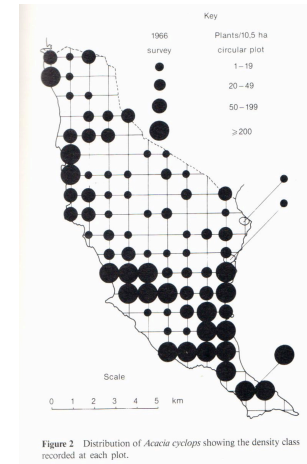 Key
1966 Plants/10,5 ha
survey circular plot
1–19
20–49
50–199
⩾200
Scale
0 1 2 3 4 5 km
Figure 2 Distribution of Acacia cyclops showing the density class
recorded at each plot.